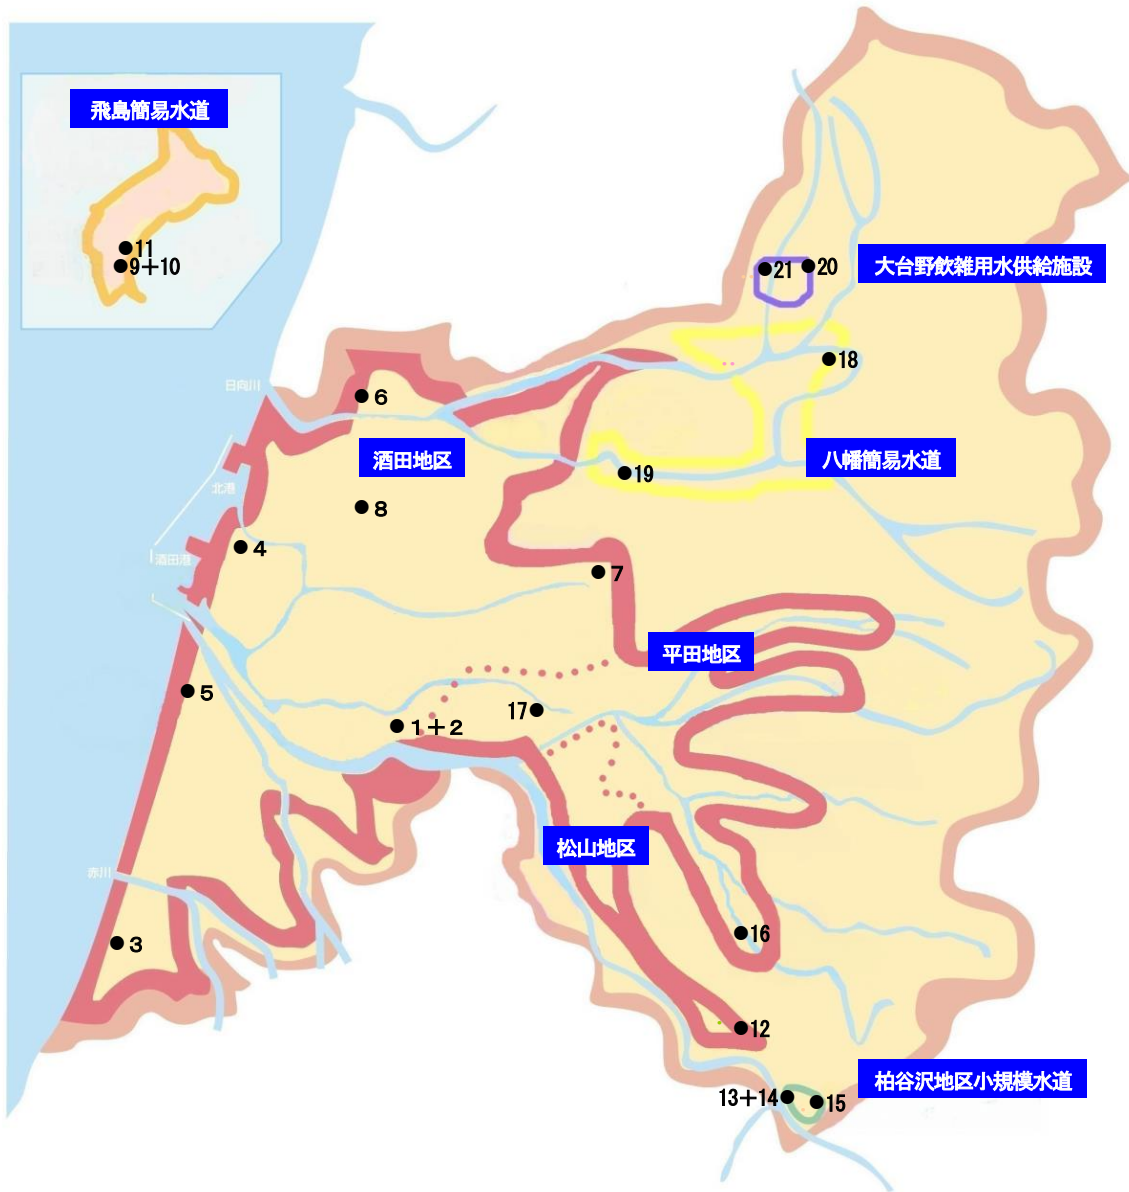 飛島簡易水道
11
9+10
大台野飲雑用水供給施設
21
20
18
日向川
6
酒田地区
八幡簡易水道
19
北港
8
酒田港
4
7
平田地区
5
17
1+2
松山地区
赤川
3
16
12
柏谷沢地区小規模水道
13+14
15